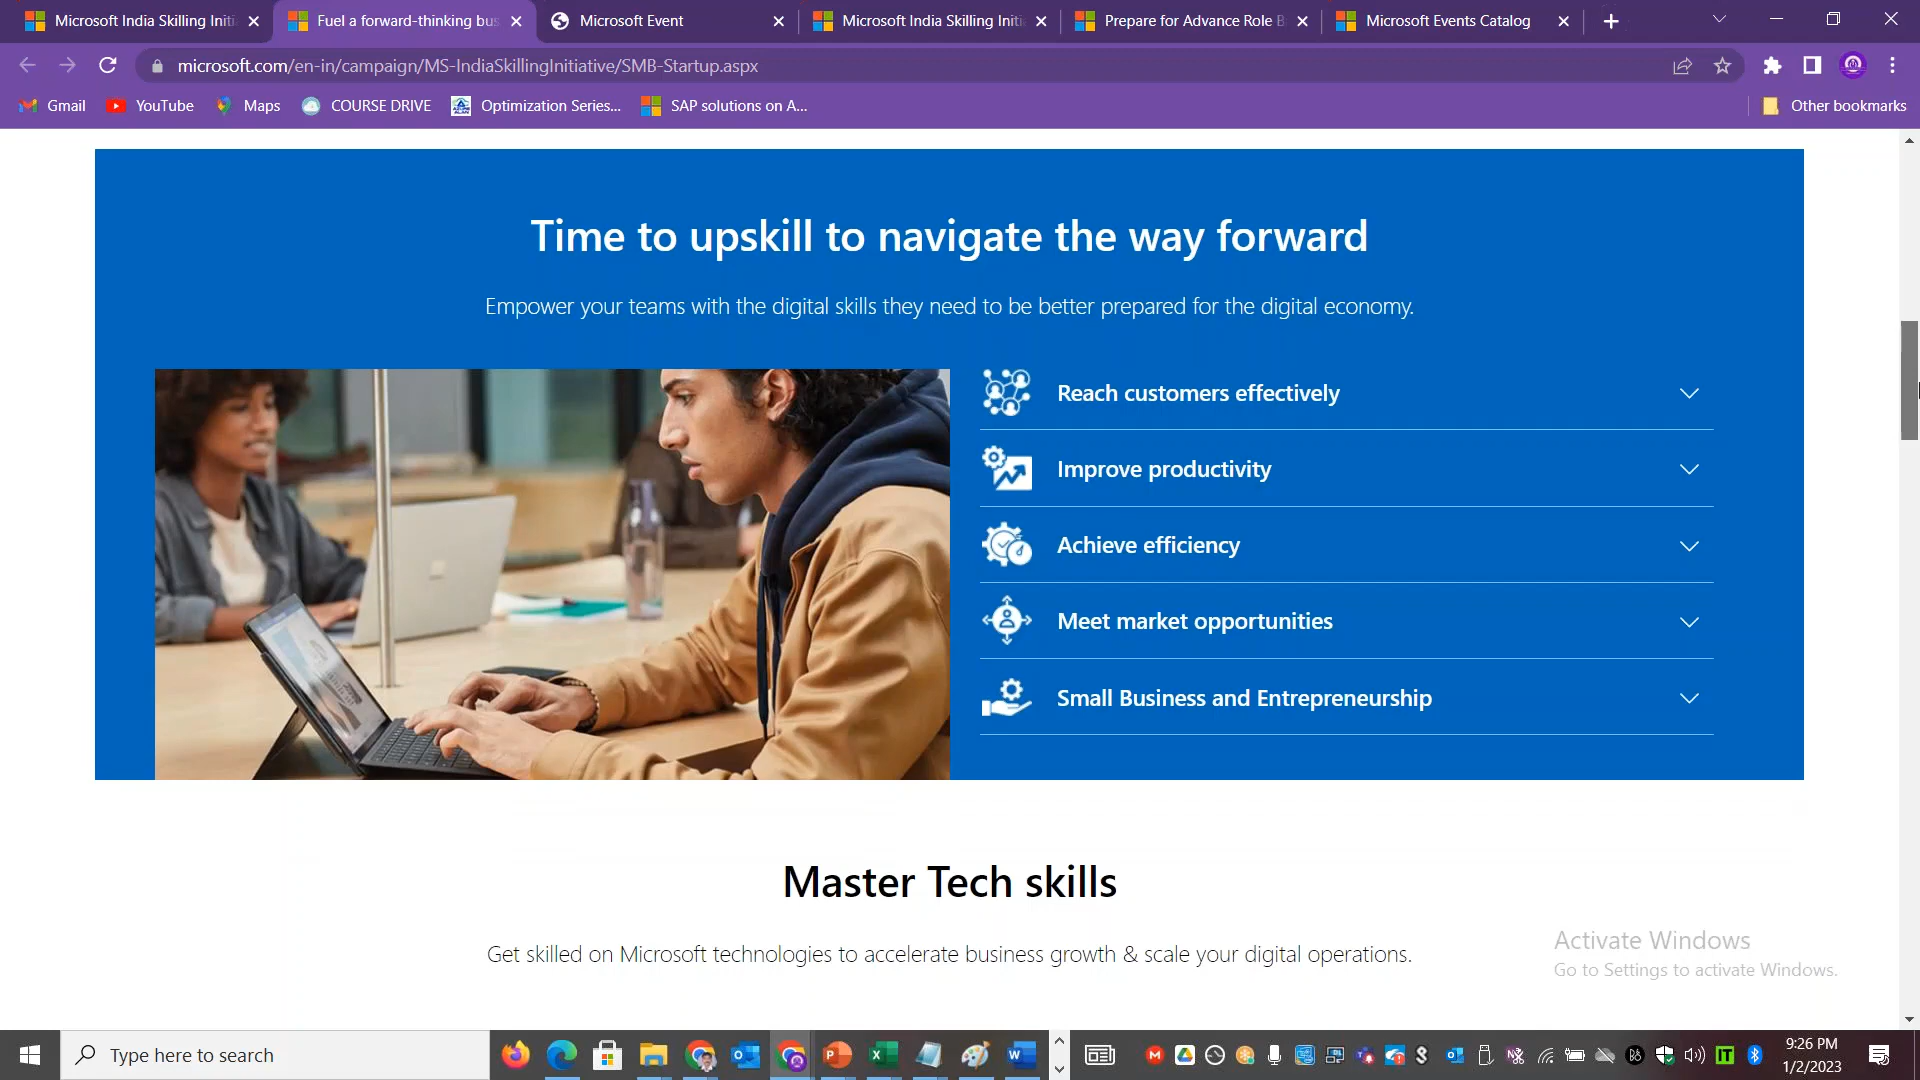 Microsoft India Skilling Initi
Fuel a forward-thinking bus
Microsoft Event
Microsoft India Skilling Initi
Prepare for Advance Role B
Microsoft Events Catalog
microsoft.com/en-in/campaign/MS-IndiaSkillingInitiative/SMB-Startup.aspx
Gmail
YouTube
Maps
COURSE DRIVE
Optimization Series...
SAP solutions on A...
Other bookmarks
Time to upskill to navigate the way forward
Empower your teams with the digital skills they need to be better prepared for the digital economy.
Reach customers effectively
Improve productivity
Achieve efficiency
Meet market opportunities
Small Business and Entrepreneurship
Master Tech skills
Get skilled on Microsoft technologies to accelerate business growth & scale your digital operations.
Activate Windows
Go to Settings to activate Windows.
Type here to search
9:26 PM
1/2/2023